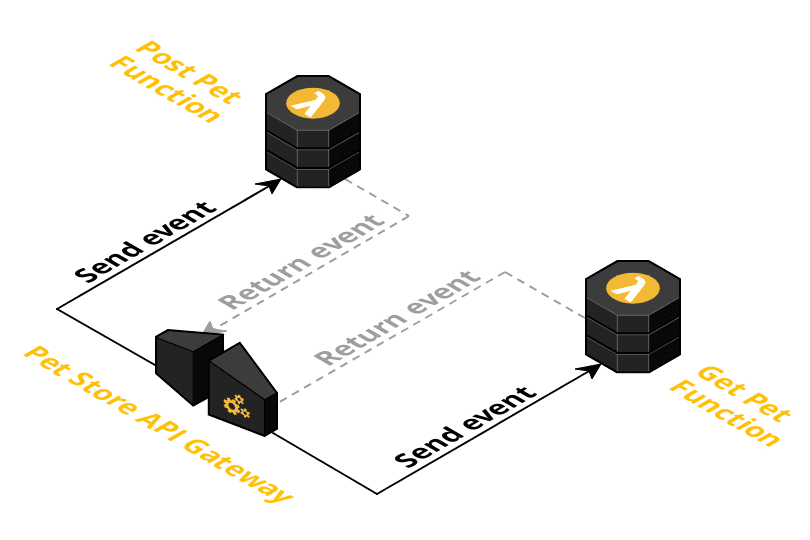 Post Pet
Function
λ
Send event
Return event
Return event
λ
Send event
Get Pet
Function
Pet Store API Gateway